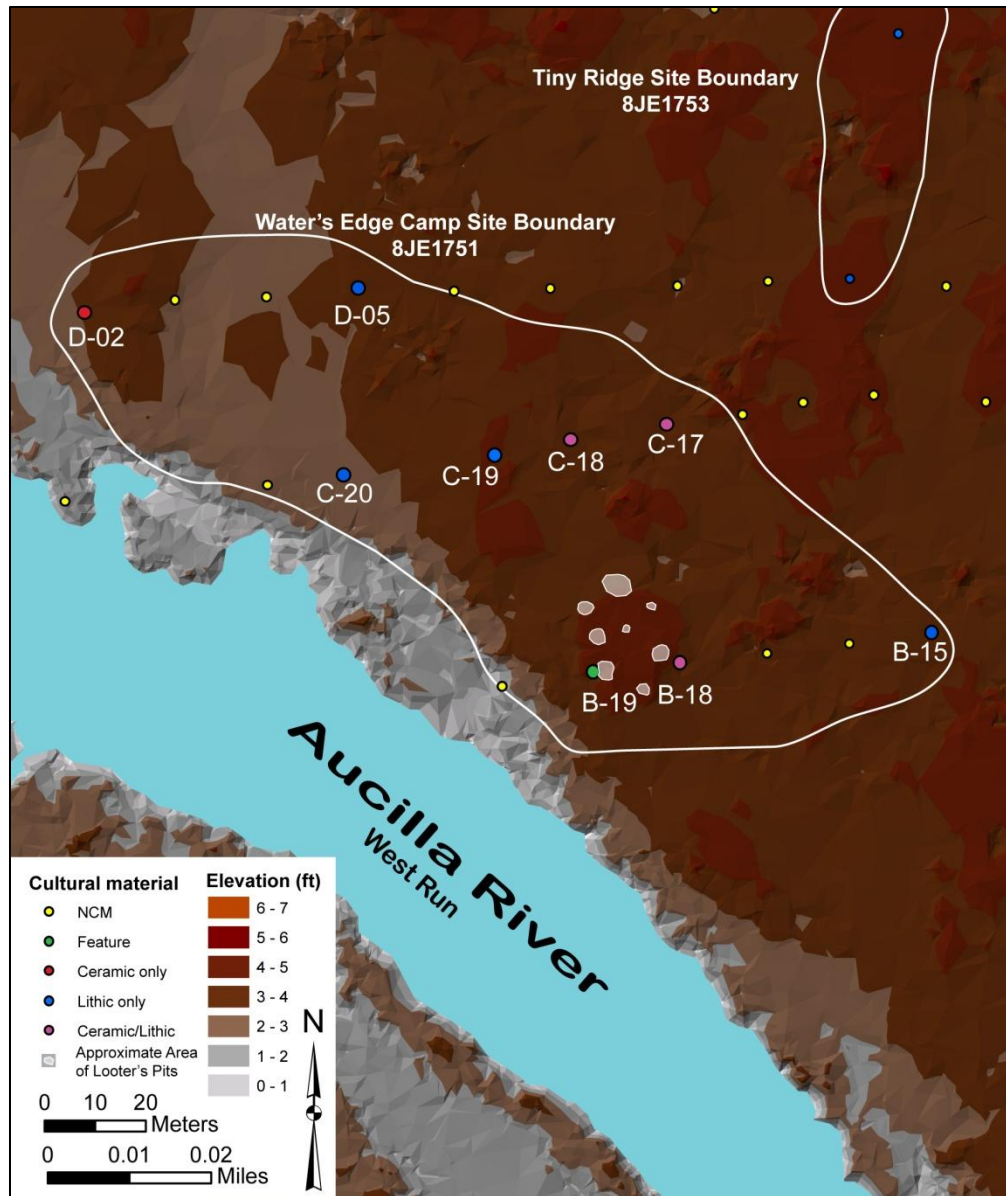 Tiny Ridge Site Boundary
8JE1753
Water's Edge Camp Site Boundary
8JE1751
D-02
D-05
C-17
C-18
C-19
C-20
B-15
B-19
B-18
Aucilla River
West Run
Cultural material
NCM
Feature
Ceramic only
Lithic only
Ceramic/Lithic
Approximate Area
of Looter's Pits
Elevation (ft)
6 - 7
5 - 6
4 - 5
3 - 4
2 - 3
1 - 2
0 - 1
N
0 10 20
Meters
0 0.01 0.02
Miles